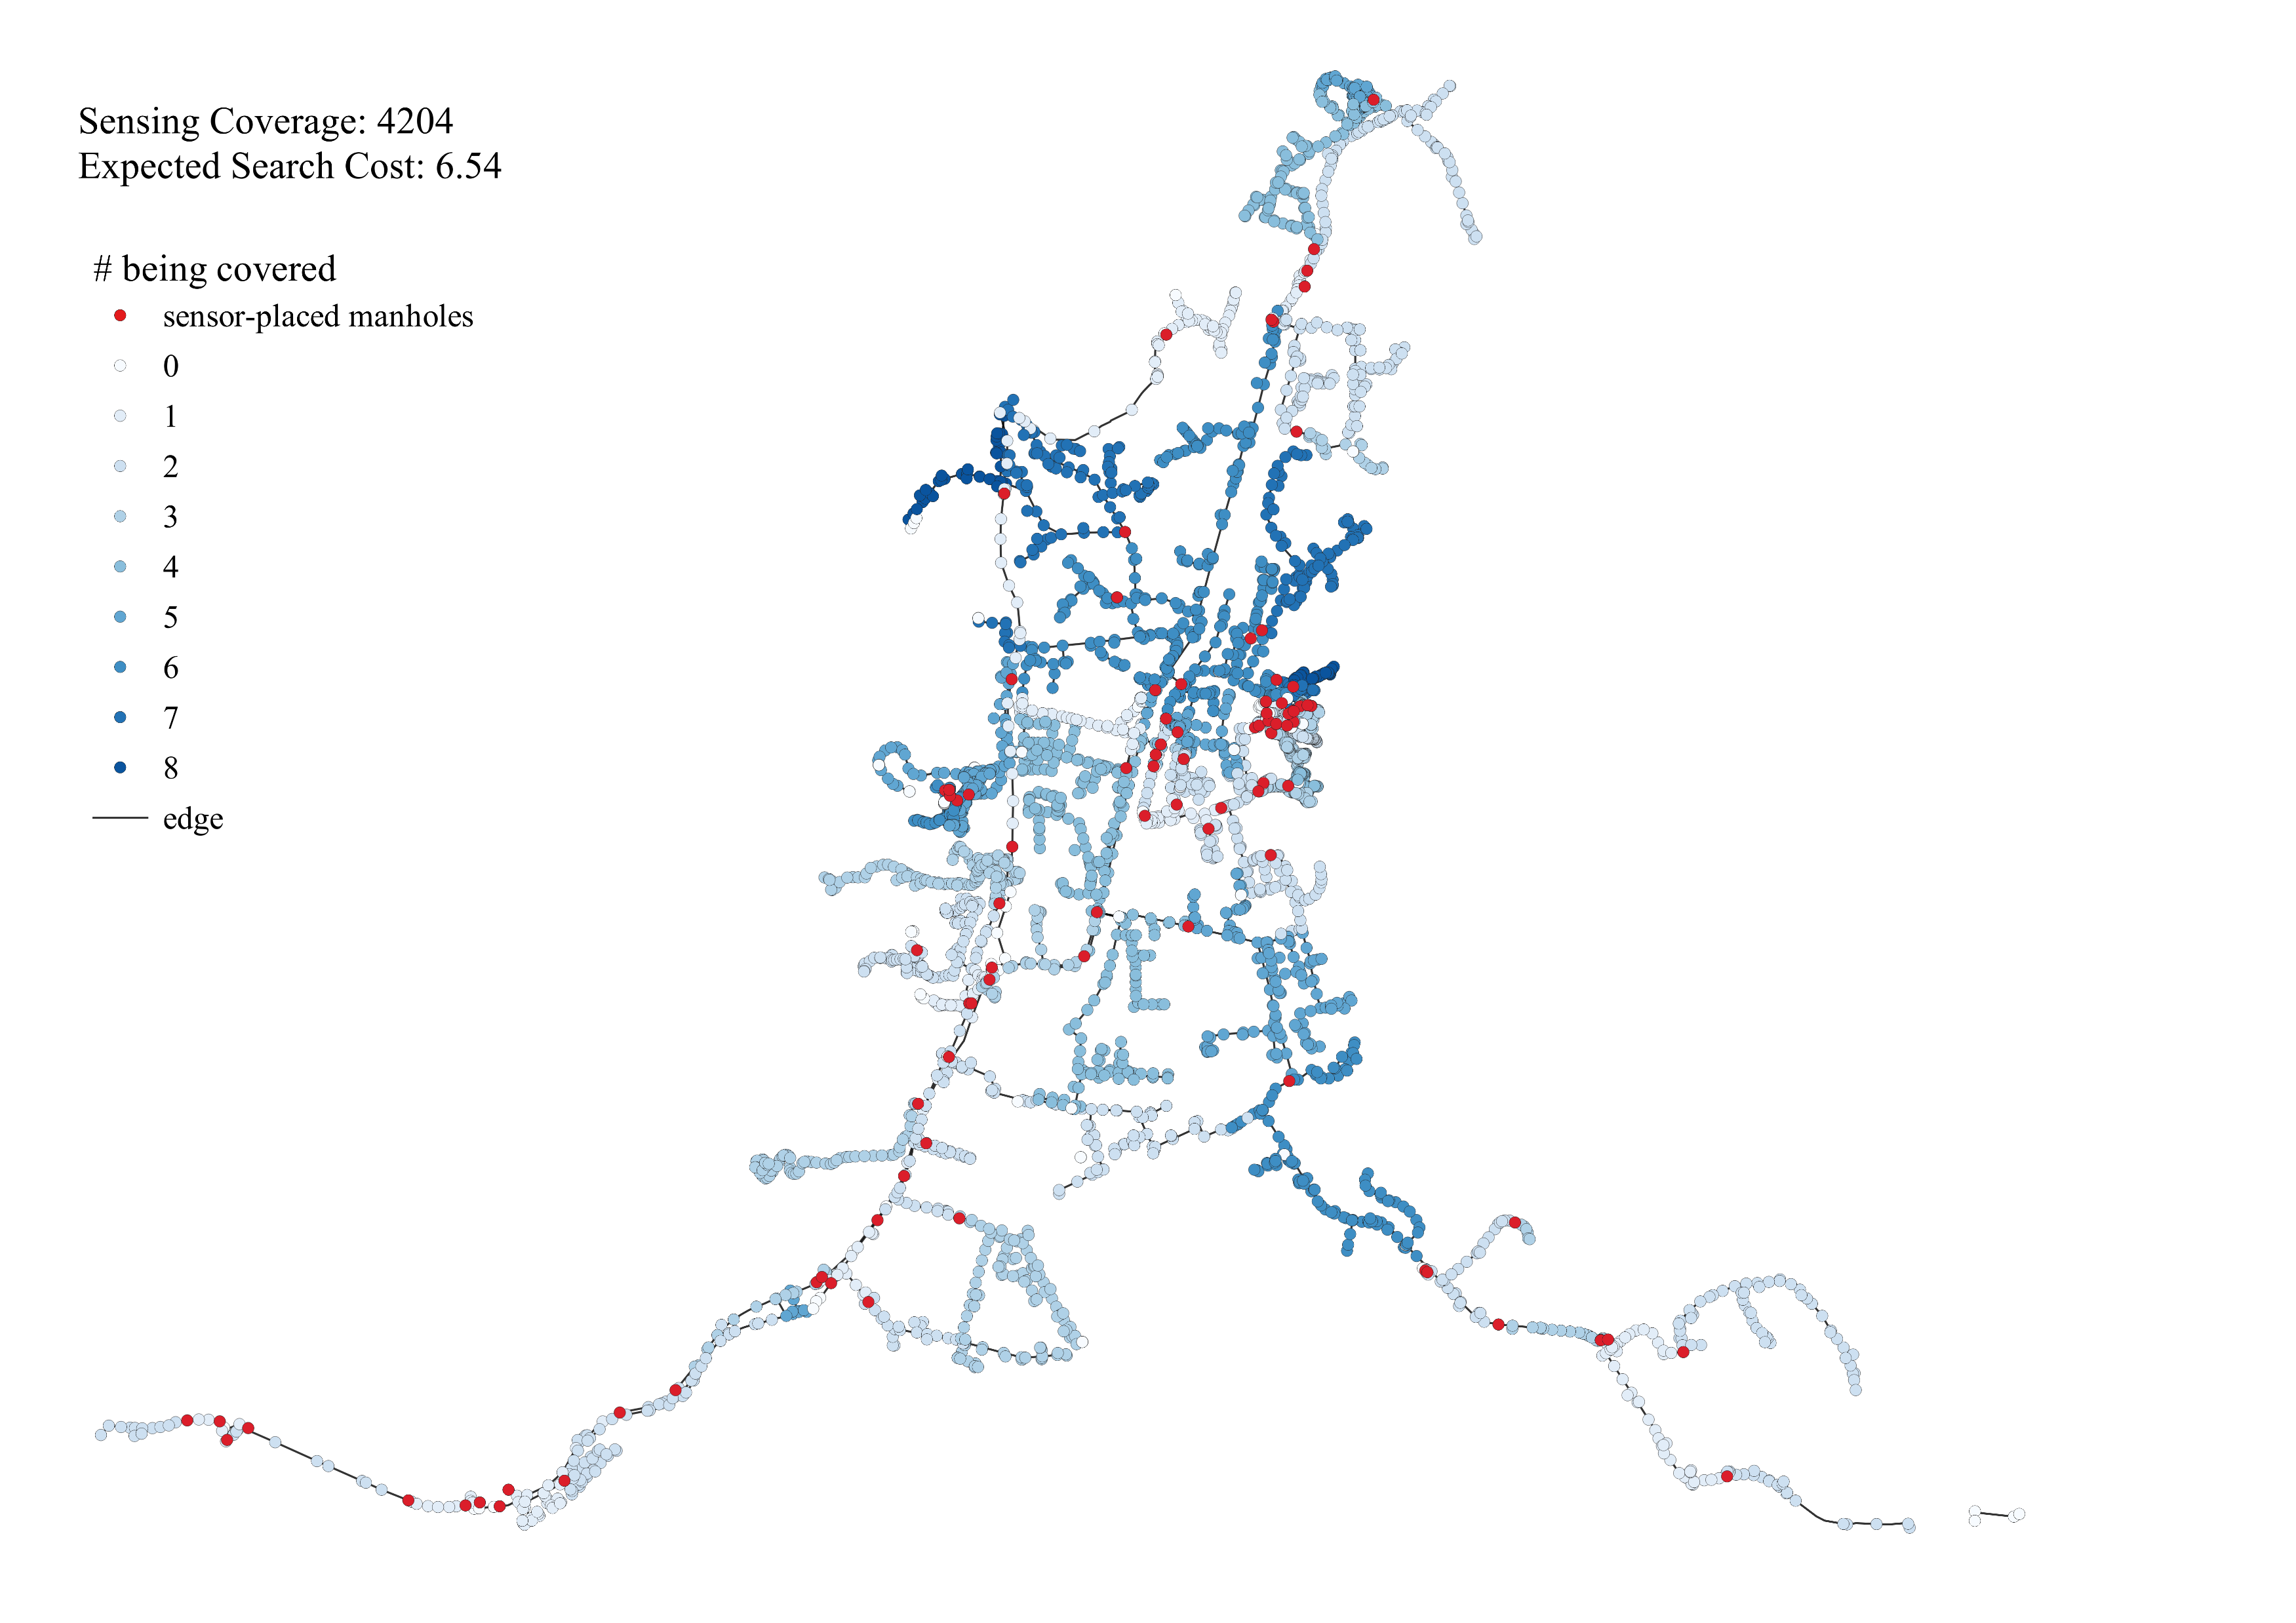 Sensing Coverage: 4204
Expected Search Cost: 6.54
# being covered
sensor-placed manholes
0
1
2
3
4
5
6
7
8
edge